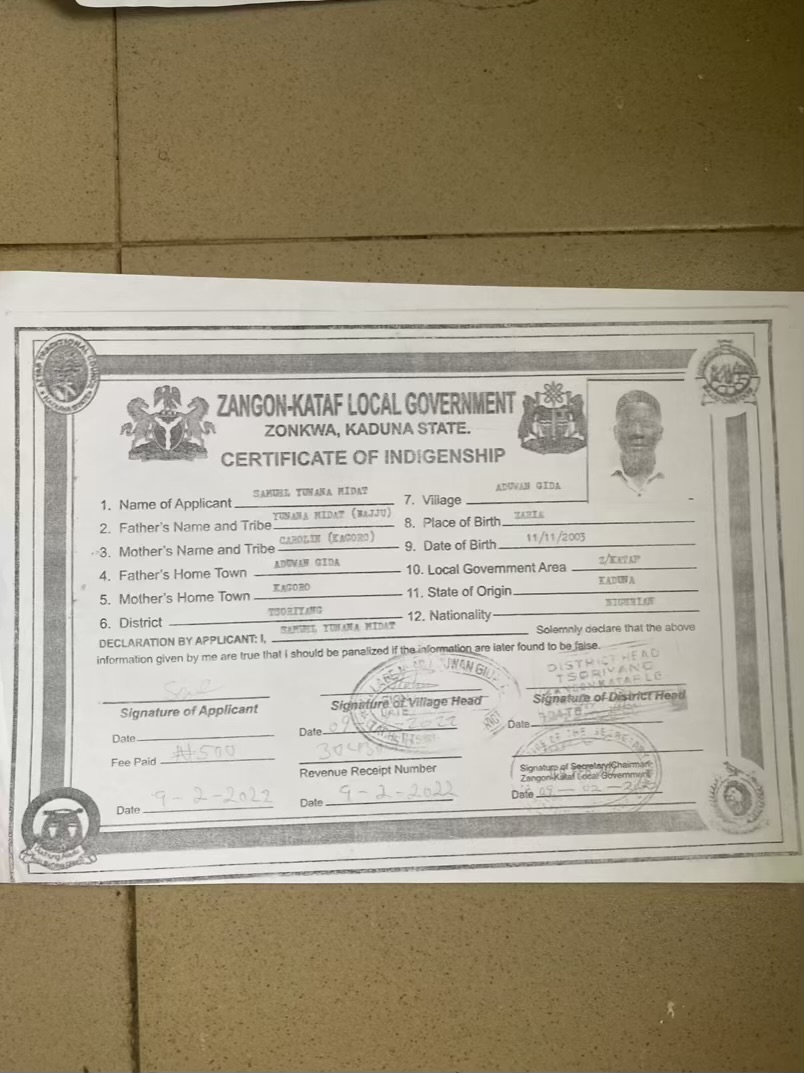 ZANGON-KATAF LOCAL GOVERNMENT
ZONKWA, KADUNA STATE.
CERTIFICATE OF INDIGENSHIP
1. Name of Applicant SAMUEL YUNANA MIDAT
2. Father's Name and Tribe YUNANA MIDAT (BAJJU)
3. Mother's Name and Tribe CAROLIN (KAGORO)
4. Father's Home Town ADUWAN GIDA
5. Mother's Home Town KAGORO
6. District TSORIYANG
7. Village ADUWAN GIDA
8. Place of Birth ZARIA
9. Date of Birth 11/11/2003
10. Local Government Area Z/KATAF
11. State of Origin KADUNA
12. Nationality NIGERIAN
DECLARATION BY APPLICANT: I, SAMUEL YUNANA MIDAT Solemnly declare that the above
information given by me are true that I should be panalized if the information are later found to be false.
Signature of Applicant
Date
Fee Paid ₦500
Date 9-2-2022
Signature of Village Head
Date 2022
Revenue Receipt Number
Date 9-2-2022
DISTRICT HEAD
Signature of District Head
Date
Signature of Secretary/Chairman
Zangon-Kataf Local Government
Date 09-02-